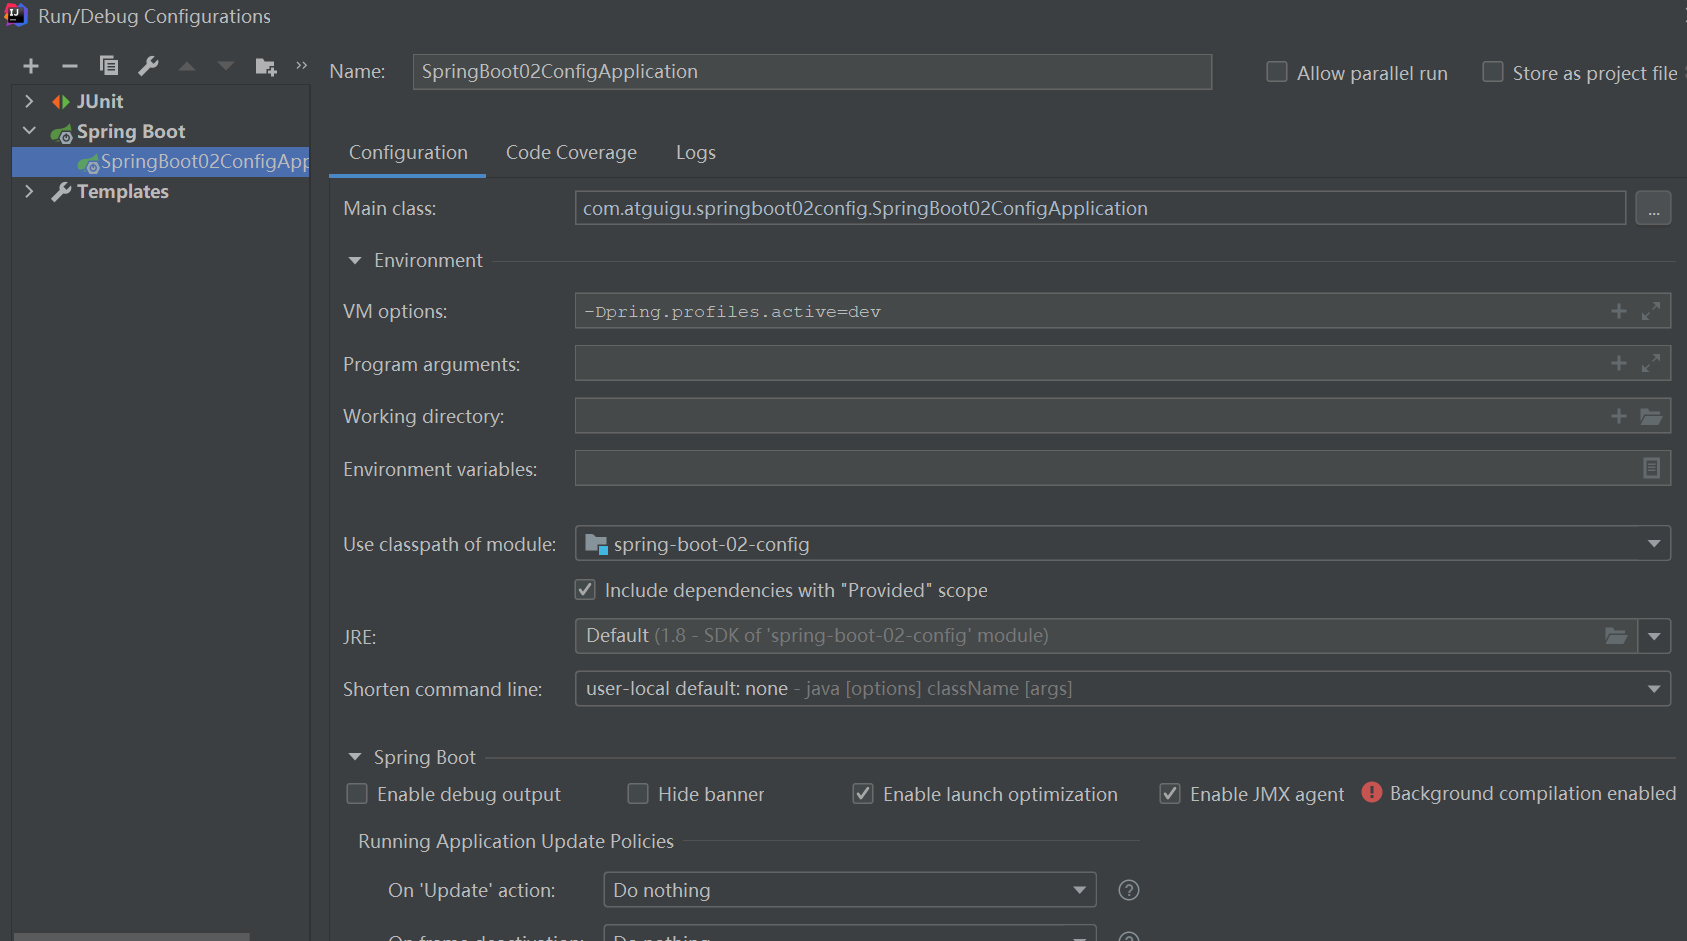 Run/Debug Configurations
Name: SpringBoot02ConfigApplication Allow parallel run Store as project file
JUnit
Spring Boot
SpringBoot02ConfigApp
Templates
Configuration Code Coverage Logs
Main class: com.atguigu.springboot02config.SpringBoot02ConfigApplication ...
Environment
VM options: -Dpring.profiles.active=dev
Program arguments:
Working directory:
Environment variables:
Use classpath of module: spring-boot-02-config
Include dependencies with "Provided" scope
JRE: Default (1.8 - SDK of 'spring-boot-02-config' module)
Shorten command line: user-local default: none - java [options] className [args]
Spring Boot
Enable debug output Hide banner Enable launch optimization Enable JMX agent Background compilation enabled
Running Application Update Policies
On 'Update' action: Do nothing
On frame deactivation: Do nothing